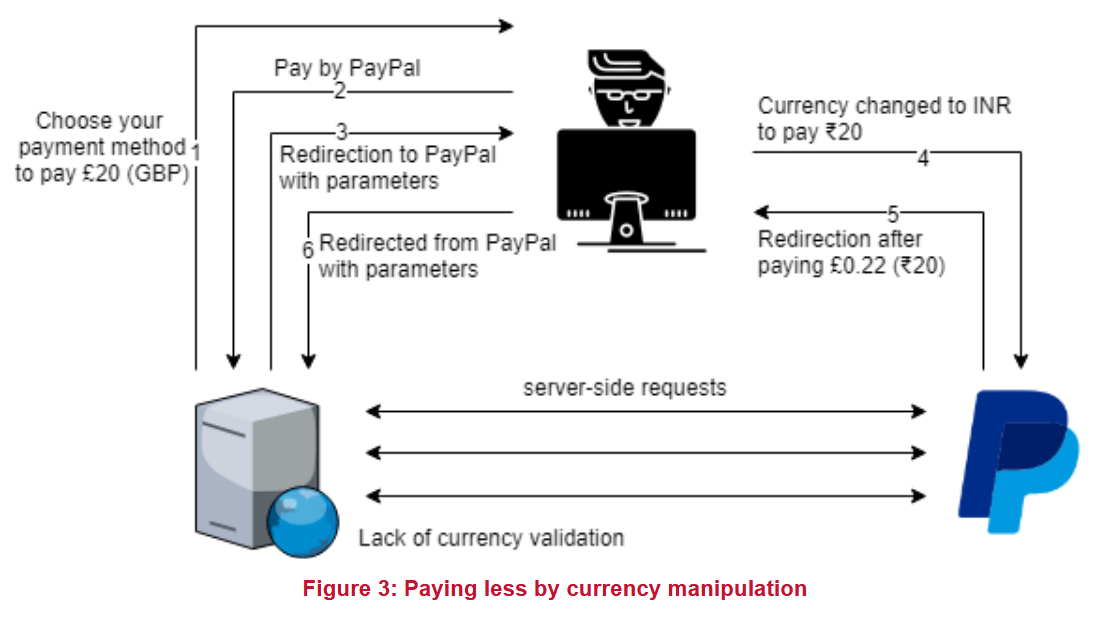 Pay by PayPal
2
Choose your
payment method
to pay £20 (GBP)
1
3
Redirection to PayPal
with parameters
Currency changed to INR
to pay ₹20
4
5
Redirection after
paying £0.22 (₹20)
6
Redirected from PayPal
with parameters
server-side requests
Lack of currency validation
Figure 3: Paying less by currency manipulation